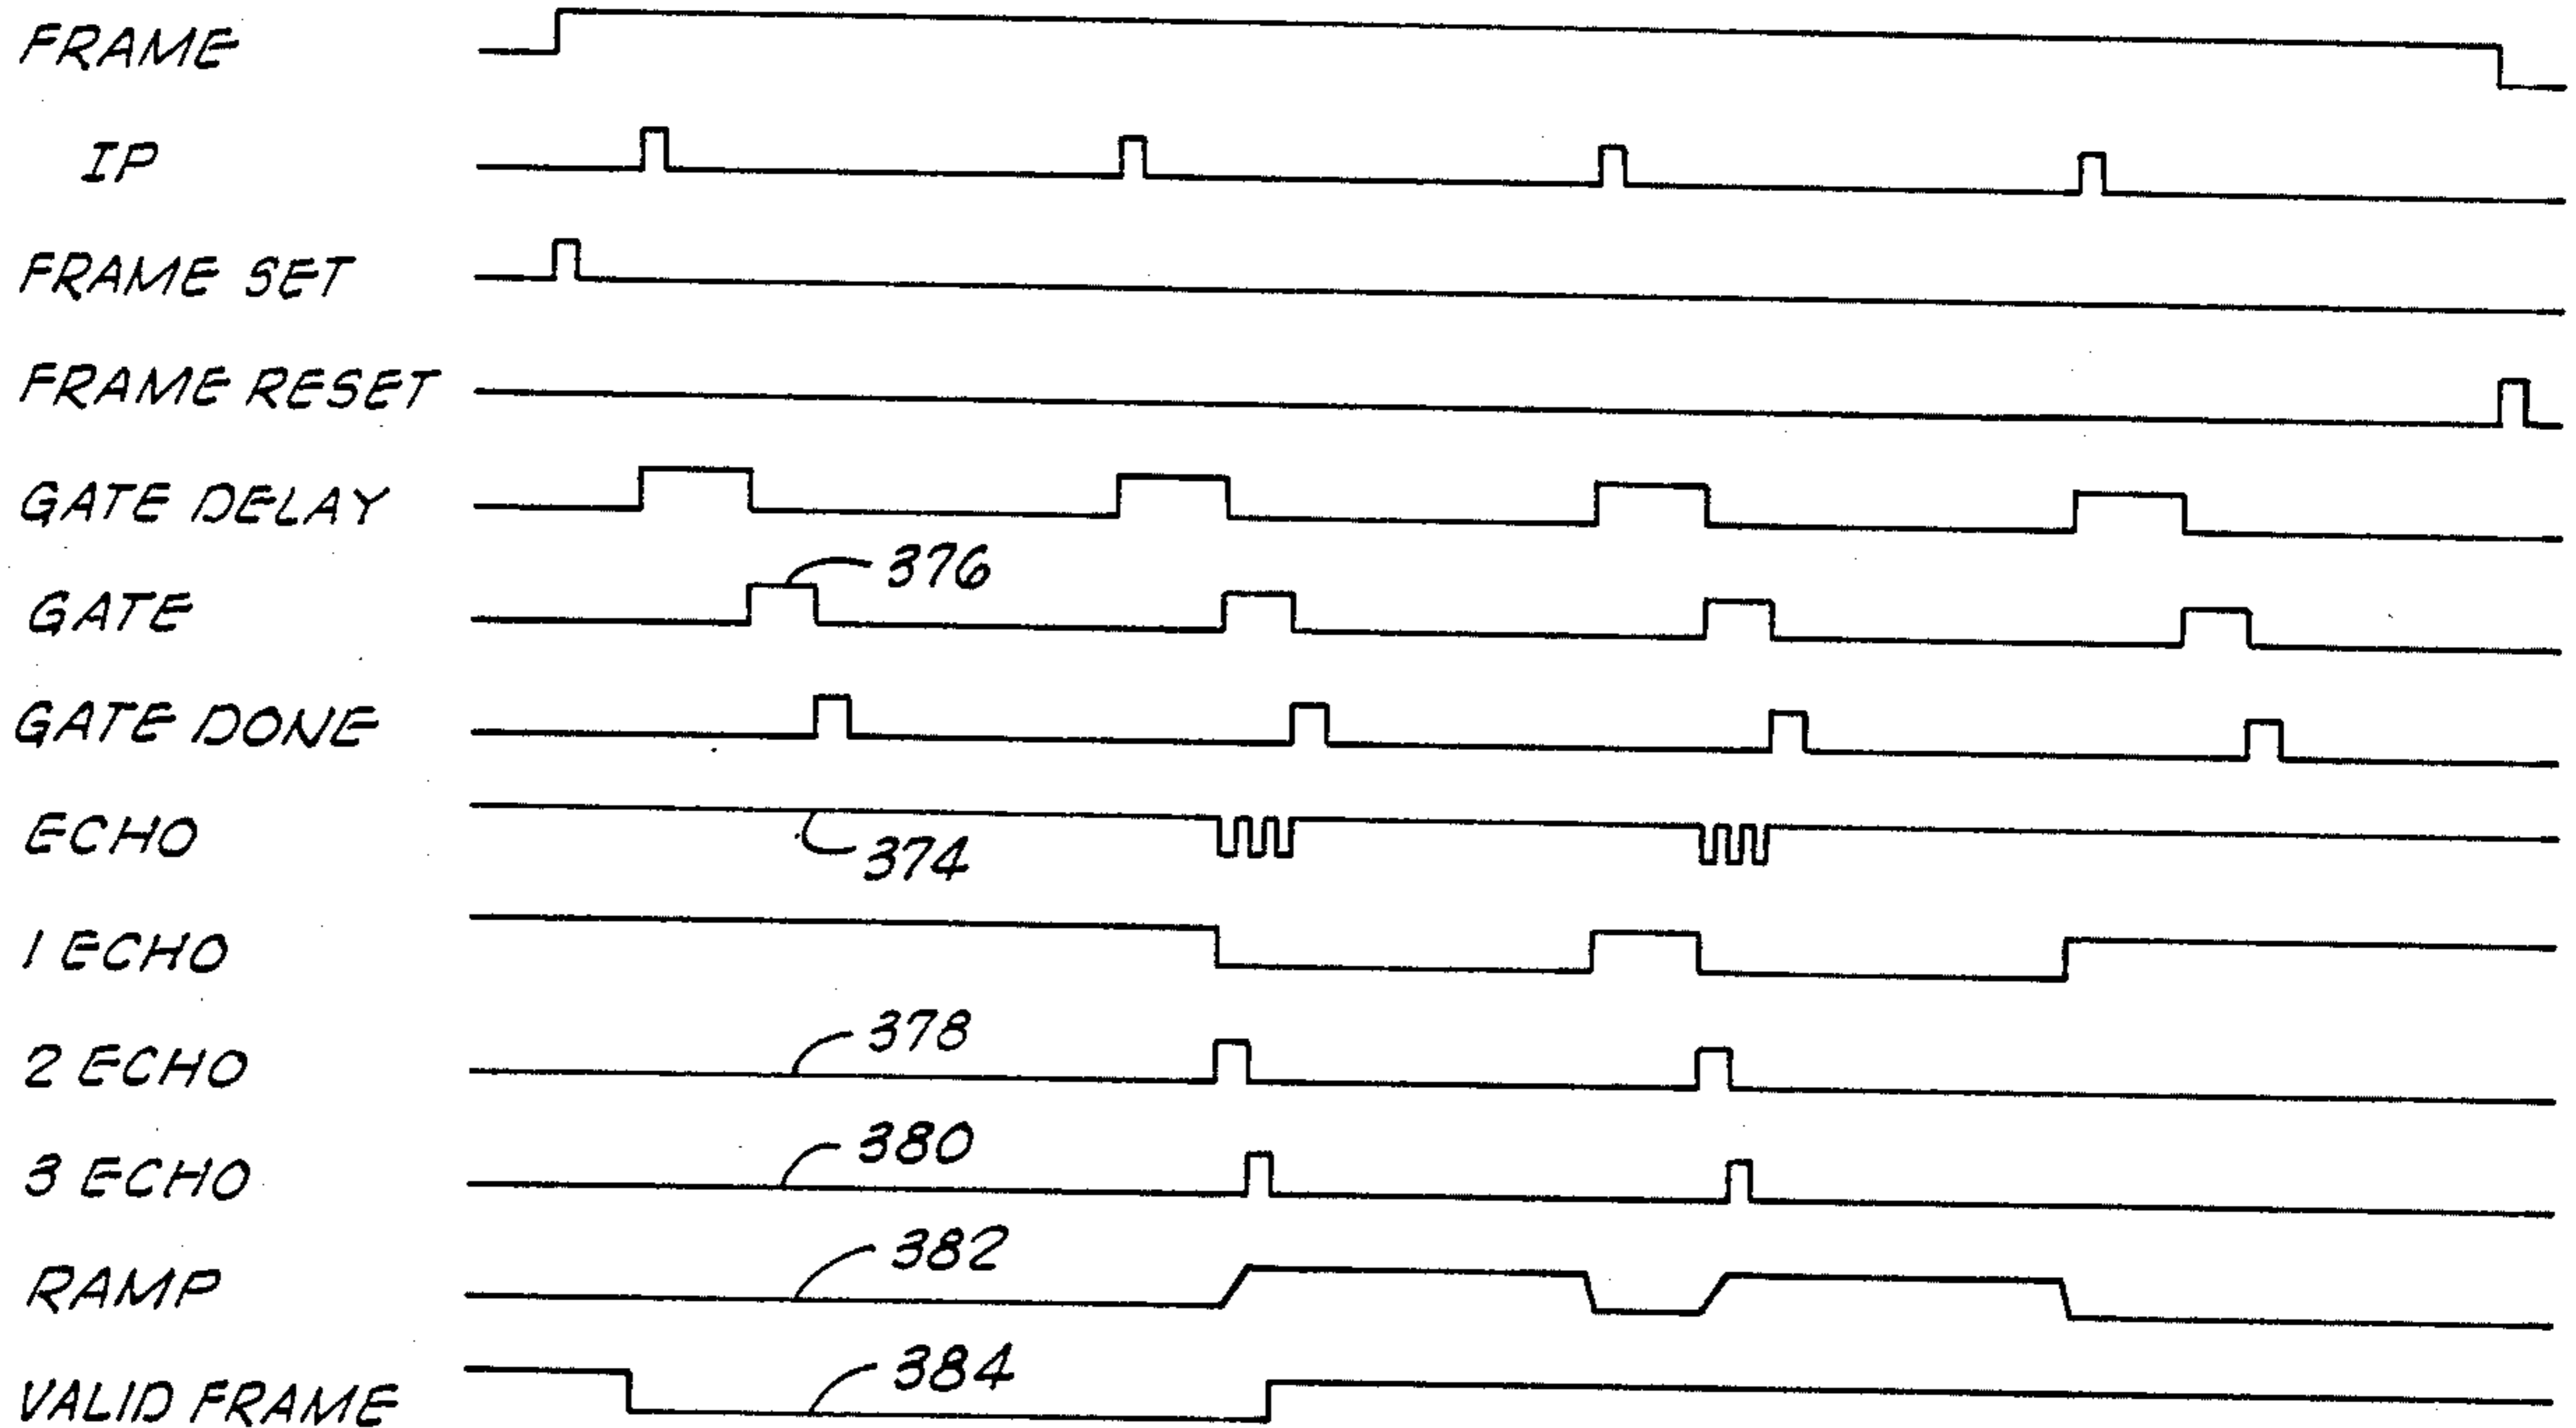 FRAME
IP
FRAME SET
FRAME RESET
GATE DELAY
376
GATE
GATE DONE
ECHO
374
1 ECHO
378
2 ECHO
380
3 ECHO
382
RAMP
384
VALID FRAME